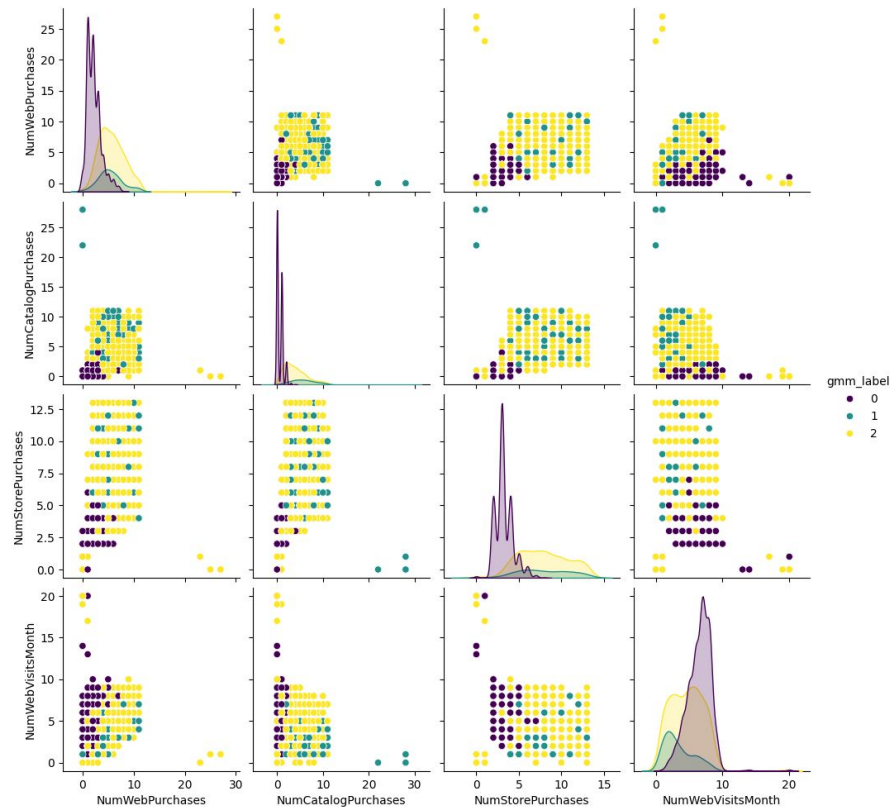 NumWebPurchases
25
20
15
10
5
0
NumCatalogPurchases
25
20
15
10
5
0
gmm_label
0
1
2
NumStorePurchases
12.5
10.0
7.5
5.0
2.5
0.0
NumWebVisitsMonth
20
15
10
5
0
0 10 20 30
0 10 20 30
0 5 10 15
0 10 20
NumWebPurchases NumCatalogPurchases NumStorePurchases NumWebVisitsMonth